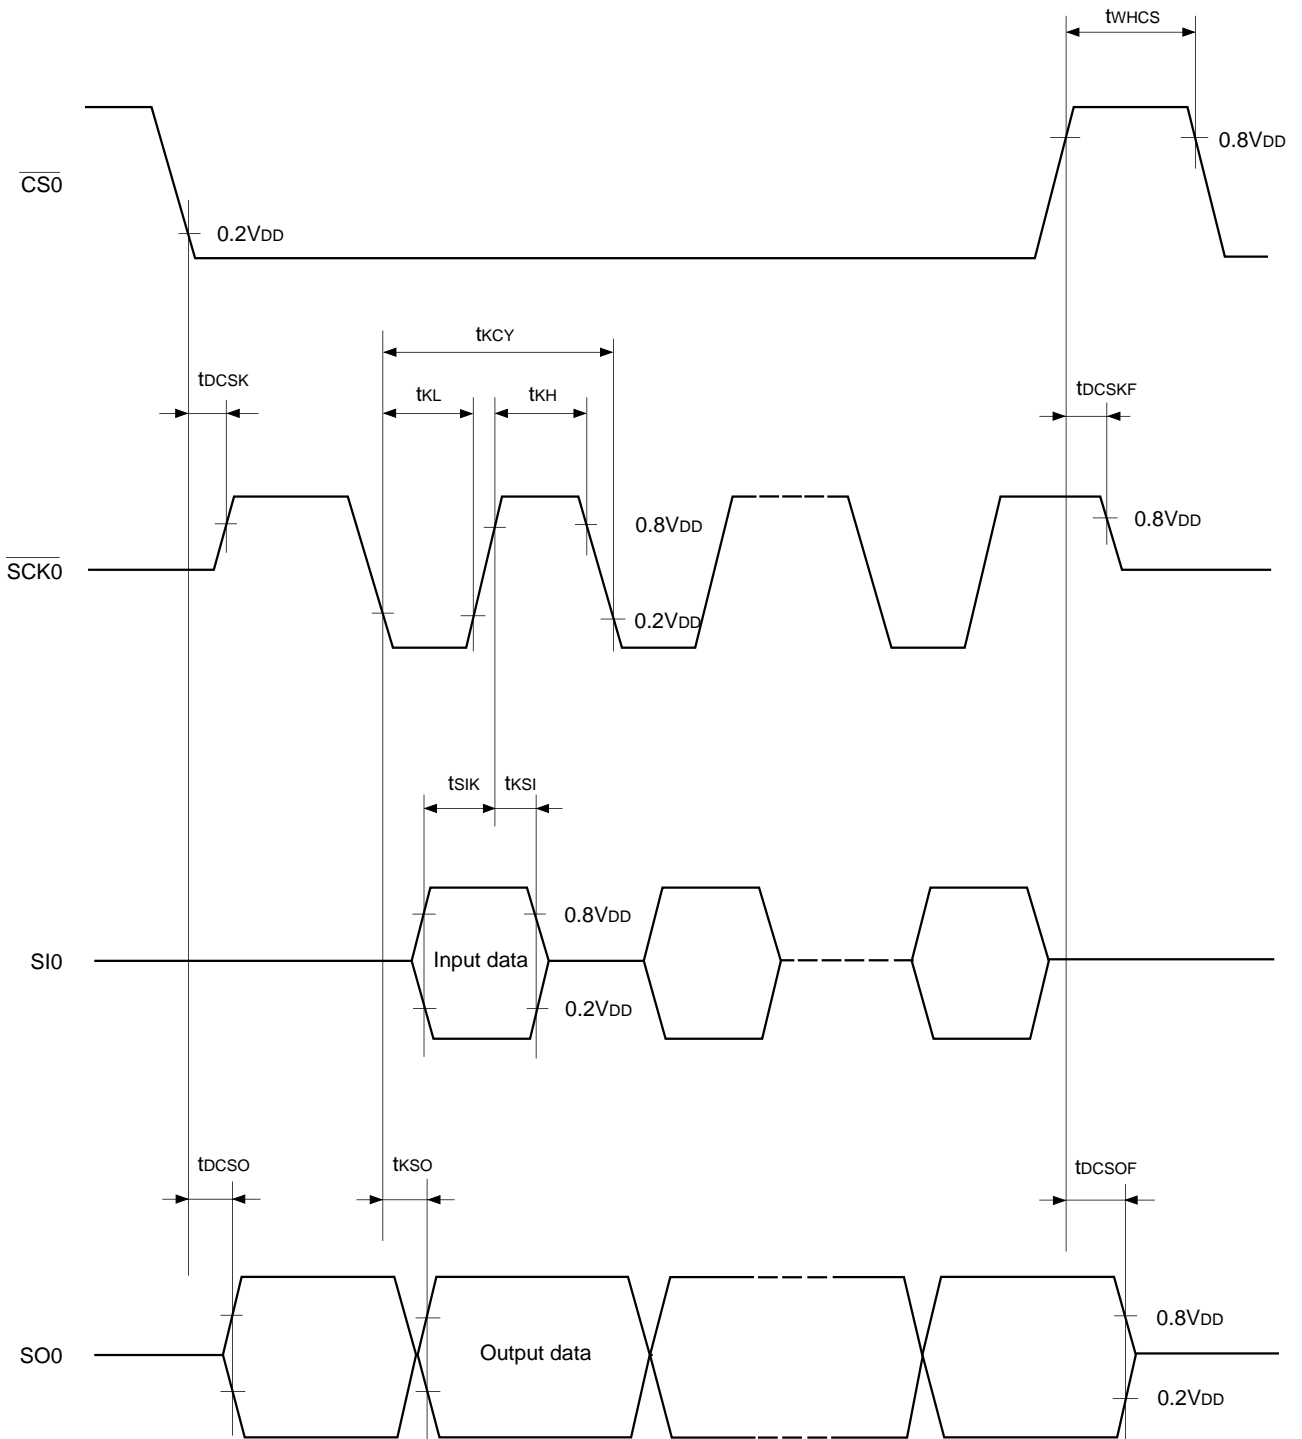 tWHCS
0.8VDD
CS0
0.2VDD
tKCY
tDCSK
tKL
tKH
tDCSKF
0.8VDD
0.8VDD
SCK0
0.2VDD
tSIK
tKSI
0.8VDD
SI0
Input data
0.2VDD
tDCSO
tKSO
tDCSOF
0.8VDD
SO0
Output data
0.2VDD